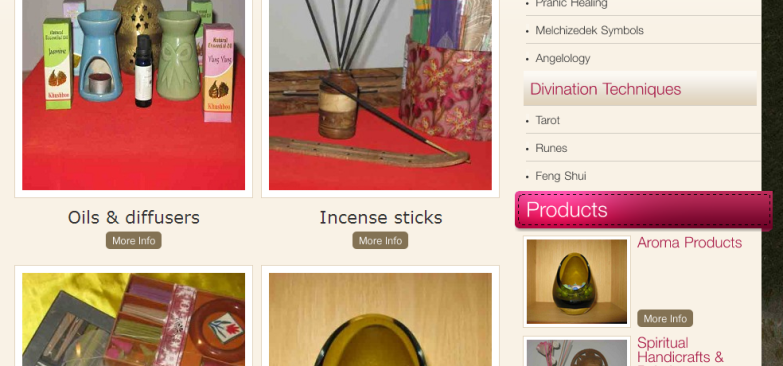 Natural
Essential Oil
Jasmine
Khushboo
Natural
Essential Oil
Ylang Ylang
Khushboo
Oils & diffusers
More Info
Incense sticks
More Info
Pranic Healing
Melchizedek Symbols
Angelology
Divination Techniques
Tarot
Runes
Feng Shui
Products
Aroma Products
More Info
Spiritual
Handicrafts &